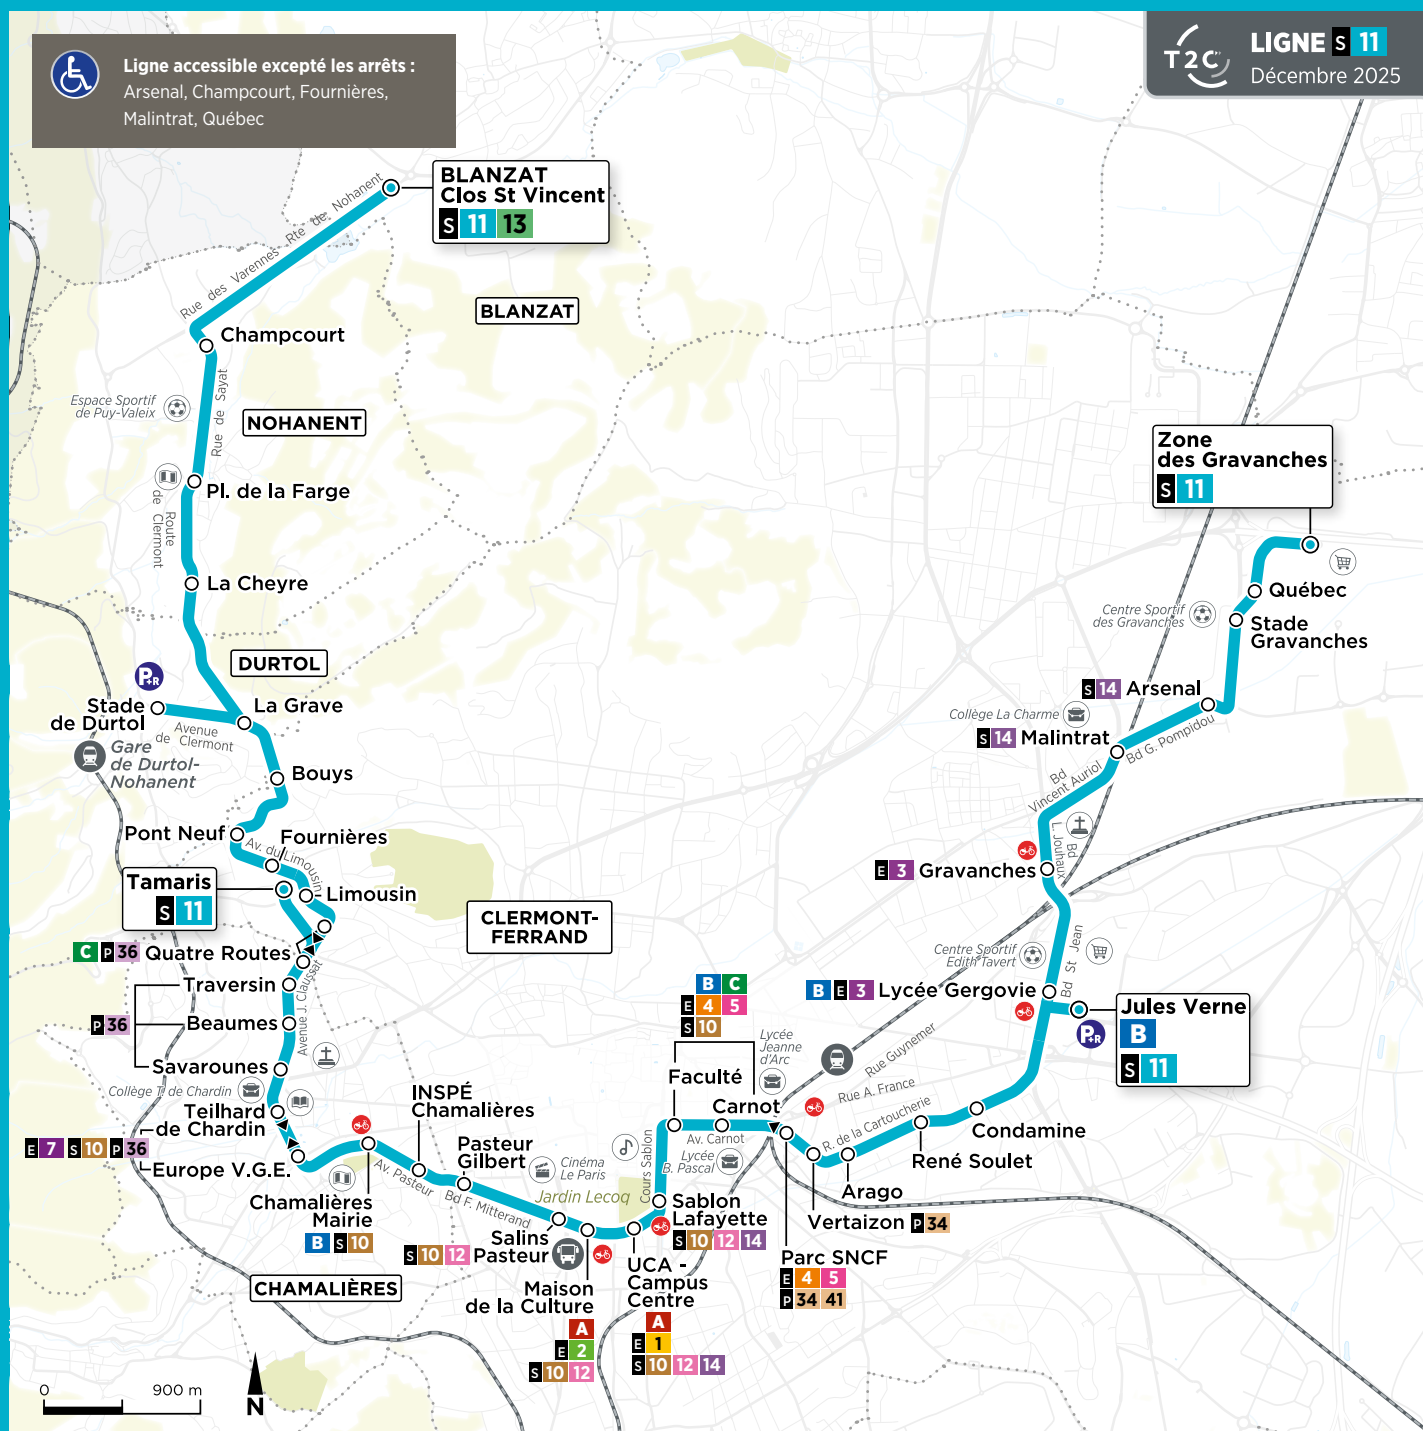 Ligne accessible excepté les arrêts :
Arsenal, Champcourt, Fournières,
Malintrat, Québec
T2C
LIGNE S 11
Décembre 2025
BLANZAT
Clos St Vincent
S 11 13
Rue des Varennes Rte de Nohanent
BLANZAT
Champcourt
Espace Sportif
de Puy-Valeix
Rue de Sayat
NOHANENT
Pl. de la Farge
Route
de Clermont
La Cheyre
DURTOL
P+R
Stade
de Durtol
La Grave
Avenue
de Clermont
Gare
de Durtol-
Nohanent
Bouys
Pont Neuf
Fournières
Av. du Limousin
Tamaris
S 11
Limousin
CLERMONT-
FERRAND
C P 36 Quatre Routes
Traversin
P 36
Beaumes
Avenue J. Claussat
Savarounes
Collège T. de Chardin
Teilhard
de Chardin
E 7 S 10 P 36
Europe V.G.E.
INSPÉ
Chamalières
Chamalières
Mairie
B S 10
Av. Pasteur
Pasteur
Gilbert
Bd F. Mitterand
Cinéma
Le Paris
Jardin Lecoq
CHAMALIÈRES
S 10 12
Salins
Pasteur
Maison
de la Culture
A
E 2
S 10 12
UCA -
Campus
Centre
A
E 1
S 10 12 14
Sablon
Lafayette
S 10 12 14
Cours Sablon
B C
E 4 5
S 10
Faculté
Carnot
Av. Carnot
Lycée
Jeanne
d'Arc
Lycée
B. Pascal
Parc SNCF
E 4 5
P 34 41
Vertaizon P 34
Arago
R. de la Cartoucherie
Rue A. France
Rue Guynemer
René Soulet
Condamine
Jules Verne
B
S 11
P+R
B E 3 Lycée Gergovie
Bd St Jean
Centre Sportif
Edith Tavert
E 3 Gravanches
Bd
L. Jouhaux
Bd
Vincent Auriol
S 14 Malintrat
Collège La Charme
Bd G. Pompidou
S 14 Arsenal
Stade
Gravanches
Centre Sportif
des Gravanches
Québec
Zone
des Gravanches
S 11
0 900 m
N